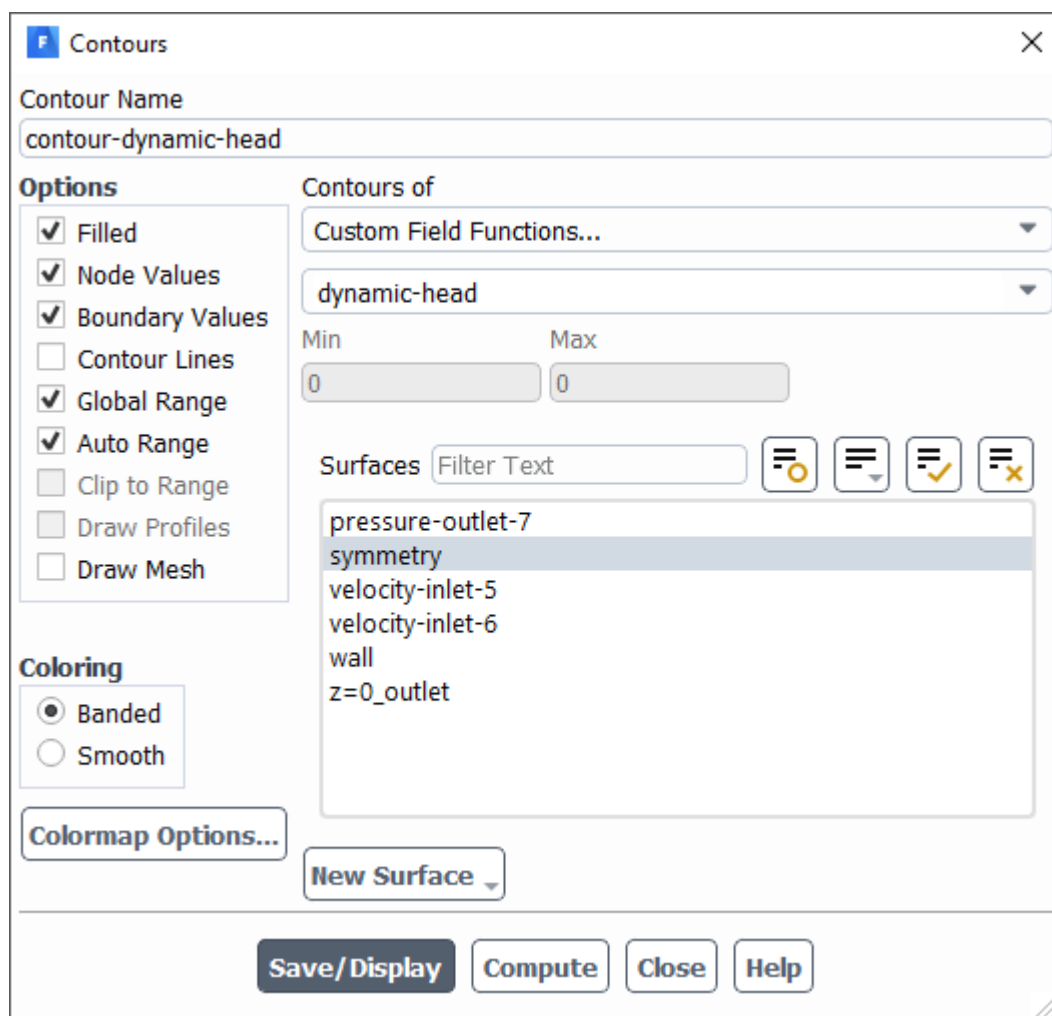 F Contours
Contour Name
contour-dynamic-head
Options
Filled
Node Values
Boundary Values
Contour Lines
Global Range
Auto Range
Clip to Range
Draw Profiles
Draw Mesh
Coloring
Banded
Smooth
Colormap Options...
Contours of
Custom Field Functions...
dynamic-head
Min Max
0 0
Surfaces Filter Text
pressure-outlet-7
symmetry
velocity-inlet-5
velocity-inlet-6
wall
z=0_outlet
New Surface
Save/Display Compute Close Help